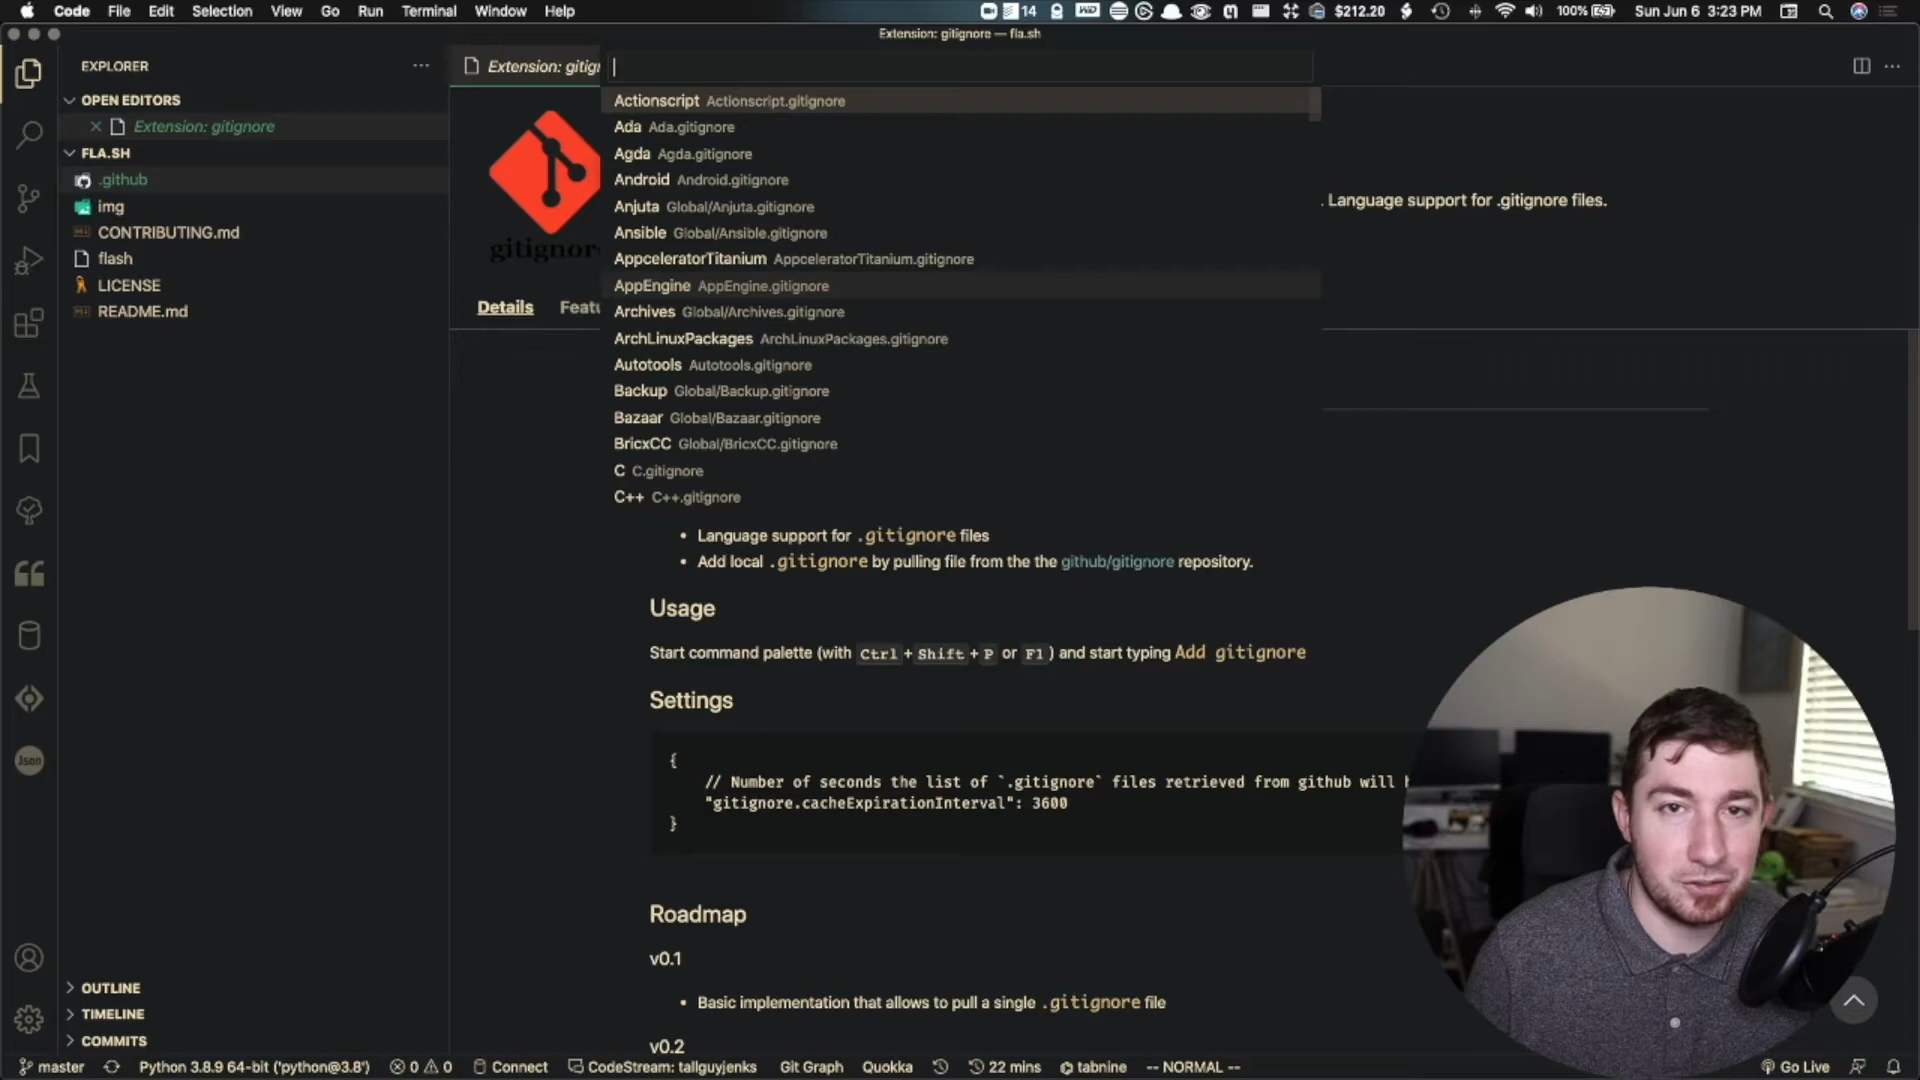 Code File Edit Selection View Go Run Terminal Window Help
14 $212.20 100% Sun Jun 6 3:23 PM
Extension: gitignore — fla.sh
EXPLORER
OPEN EDITORS
Extension: gitignore
FLA.SH
.github
img
CONTRIBUTING.md
flash
LICENSE
README.md
OUTLINE
TIMELINE
COMMITS
Json
Extension: gitig
gitignor
. Language support for .gitignore files.
Details Featu
Actionscript Actionscript.gitignore
Ada Ada.gitignore
Agda Agda.gitignore
Android Android.gitignore
Anjuta Global/Anjuta.gitignore
Ansible Global/Ansible.gitignore
AppceleratorTitanium AppceleratorTitanium.gitignore
AppEngine AppEngine.gitignore
Archives Global/Archives.gitignore
ArchLinuxPackages ArchLinuxPackages.gitignore
Autotools Autotools.gitignore
Backup Global/Backup.gitignore
Bazaar Global/Bazaar.gitignore
BricxCC Global/BricxCC.gitignore
C C.gitignore
C++ C++.gitignore
• Language support for .gitignore files
• Add local .gitignore by pulling file from the the github/gitignore repository.
Usage
Start command palette (with Ctrl + Shift + P or F1 ) and start typing Add gitignore
Settings
{
// Number of seconds the list of `.gitignore` files retrieved from github will
"gitignore.cacheExpirationInterval": 3600
}
Roadmap
v0.1
• Basic implementation that allows to pull a single .gitignore file
v0.2
master Python 3.8.9 64-bit ('python@3.8') 0 0 Connect CodeStream: tallguyjenks Git Graph Quokka 22 mins tabnine -- NORMAL -- Go Live